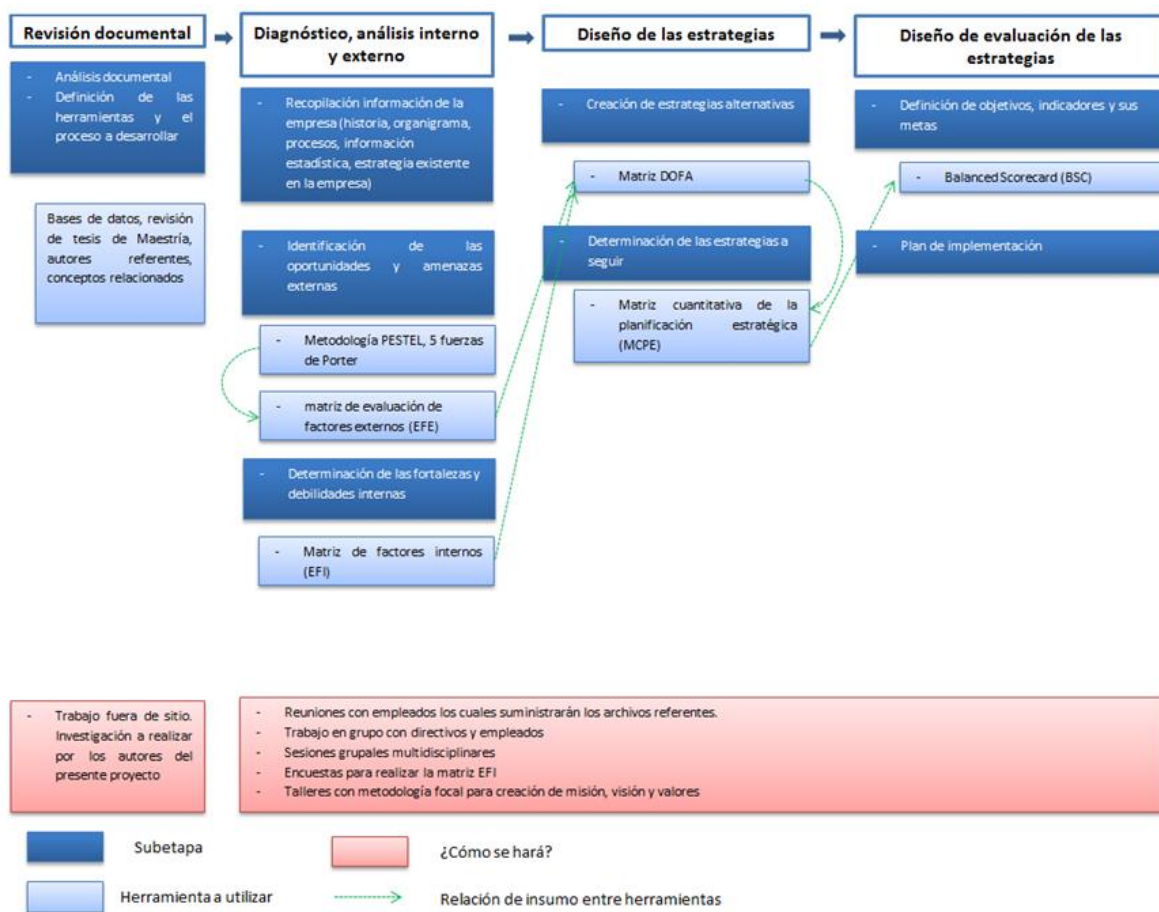 Revisión documental
- Análisis documental
- Definición de las
herramientas y el
proceso a desarrollar
Bases de datos, revisión
de tesis de Maestría,
autores referentes,
conceptos relacionados
Diagnóstico, análisis interno
y externo
- Recopilación información de la
empresa (historia, organigrama,
procesos, información
estadística, estrategia existente
en la empresa)
- Identificación de las
oportunidades y amenazas
externas
- Metodología PESTEL, 5 fuerzas
de Porter
- matriz de evaluación de
factores externos (EFE)
- Determinación de las fortalezas y
debilidades internas
- Matriz de factores internos
(EFI)
Diseño de las estrategias
- Creación de estrategias alternativas
- Matriz DOFA
- Determinación de las estrategias a
seguir
- Matriz cuantitativa de la
planificación estratégica
(MCPE)
Diseño de evaluación de las
estrategias
- Definición de objetivos, indicadores y sus
metas
- Balanced Scorecard (BSC)
- Plan de implementación
- Trabajo fuera de sitio.
Investigación a realizar
por los autores del
presente proyecto
- Reuniones con empleados los cuales suministrarán los archivos referentes.
- Trabajo en grupo con directivos y empleados
- Sesiones grupales multidisciplinares
- Encuestas para realizar la matriz EFI
- Talleres con metodología focal para creación de misión, visión y valores
Subetapa
¿Cómo se hará?
Herramienta a utilizar
Relación de insumo entre herramientas